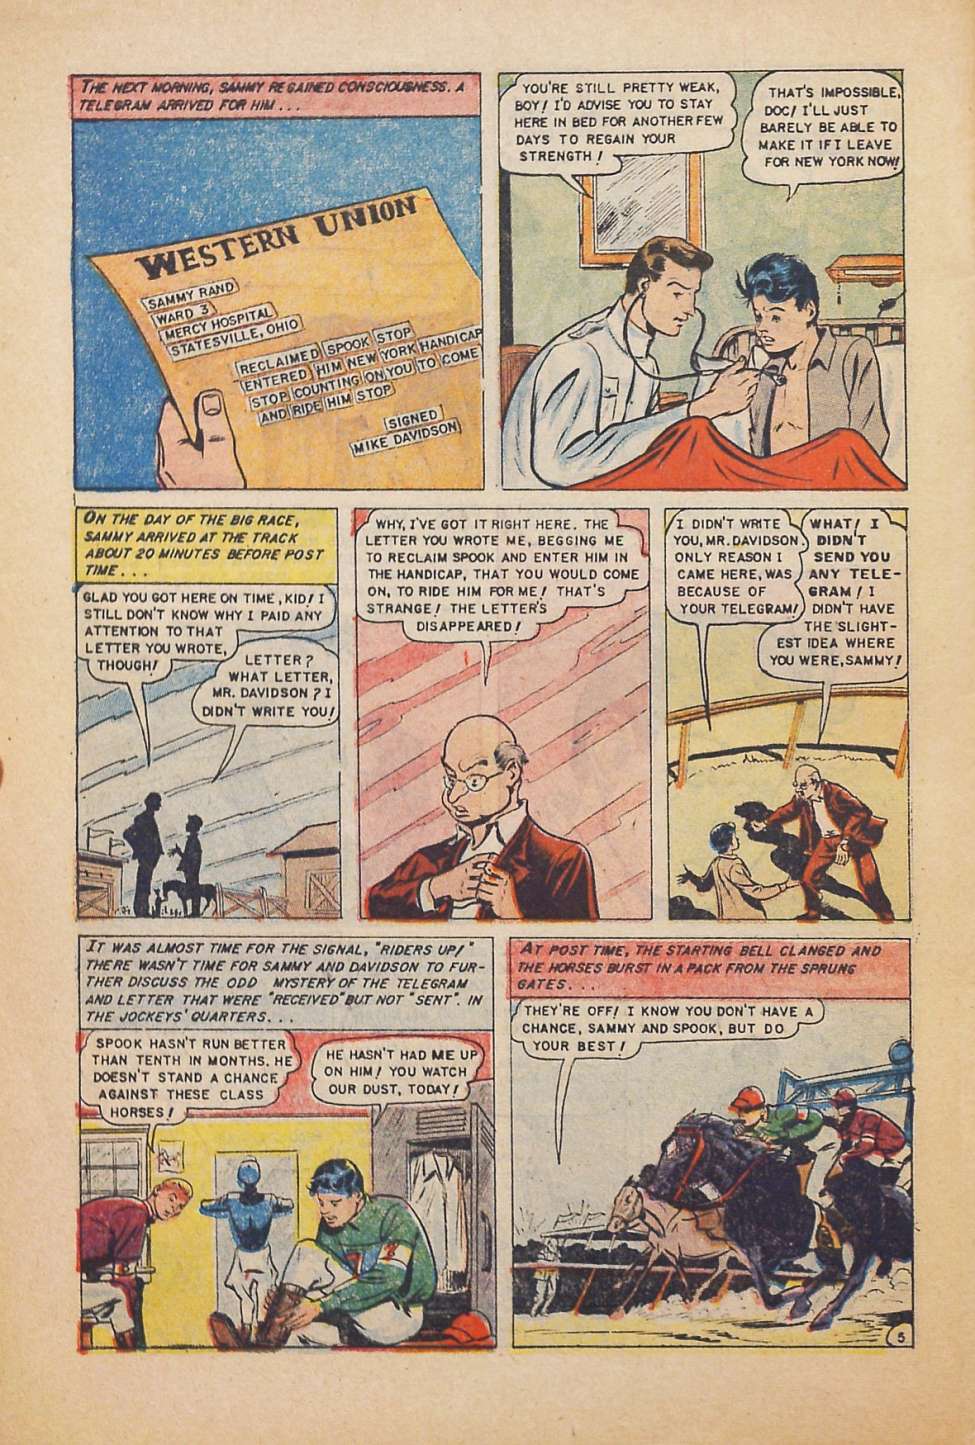 THE NEXT MORNING, SAMMY REGAINED CONSCIOUSNESS. A
TELEGRAM ARRIVED FOR HIM...
WESTERN UNION
SAMMY RAND
WARD 3
MERCY HOSPITAL
STATESVILLE, OHIO
RECLAIMED SPOOK STOP
ENTERED HIM NEW YORK HANDICAP
STOP COUNTING ON YOU TO COME
AND RIDE HIM STOP
SIGNED
MIKE DAVIDSON
YOU'RE STILL PRETTY WEAK,
BOY! I'D ADVISE YOU TO STAY
HERE IN BED FOR ANOTHER FEW
DAYS TO REGAIN YOUR
STRENGTH!
THAT'S IMPOSSIBLE,
DOC! I'LL JUST
BARELY BE ABLE TO
MAKE IT IF I LEAVE
FOR NEW YORK NOW!
ON THE DAY OF THE BIG RACE,
SAMMY ARRIVED AT THE TRACK
ABOUT 20 MINUTES BEFORE POST
TIME...
GLAD YOU GOT HERE ON TIME, KID! I
STILL DON'T KNOW WHY I PAID ANY
ATTENTION TO THAT
LETTER YOU WROTE,
THOUGH!
LETTER?
WHAT LETTER,
MR. DAVIDSON? I
DIDN'T WRITE YOU!
WHY, I'VE GOT IT RIGHT HERE. THE
LETTER YOU WROTE ME, BEGGING ME
TO RECLAIM SPOOK AND ENTER HIM IN
THE HANDICAP, THAT YOU WOULD COME
ON, TO RIDE HIM FOR ME! THAT'S
STRANGE! THE LETTER'S
DISAPPEARED!
I DIDN'T WRITE
YOU, MR. DAVIDSON.
ONLY REASON I
CAME HERE, WAS
BECAUSE OF
YOUR TELEGRAM!
WHAT! I
DIDN'T
SEND YOU
ANY TELE-
GRAM! I
DIDN'T HAVE
THE SLIGHT-
EST IDEA WHERE
YOU WERE, SAMMY!
IT WAS ALMOST TIME FOR THE SIGNAL, "RIDERS UP!"
THERE WASN'T TIME FOR SAMMY AND DAVIDSON TO FUR-
THER DISCUSS THE ODD MYSTERY OF THE TELEGRAM
AND LETTER THAT WERE "RECEIVED" BUT NOT "SENT". IN
THE JOCKEYS' QUARTERS...
SPOOK HASN'T RUN BETTER
THAN TENTH IN MONTHS. HE
DOESN'T STAND A CHANCE
AGAINST THESE CLASS
HORSES!
HE HASN'T HAD ME UP
ON HIM! YOU WATCH
OUR DUST, TODAY!
AT POST TIME, THE STARTING BELL CLANGED AND
THE HORSES BURST IN A PACK FROM THE SPRUNG
GATES...
THEY'RE OFF! I KNOW YOU DON'T HAVE A
CHANCE, SAMMY AND SPOOK, BUT DO
YOUR BEST!
5